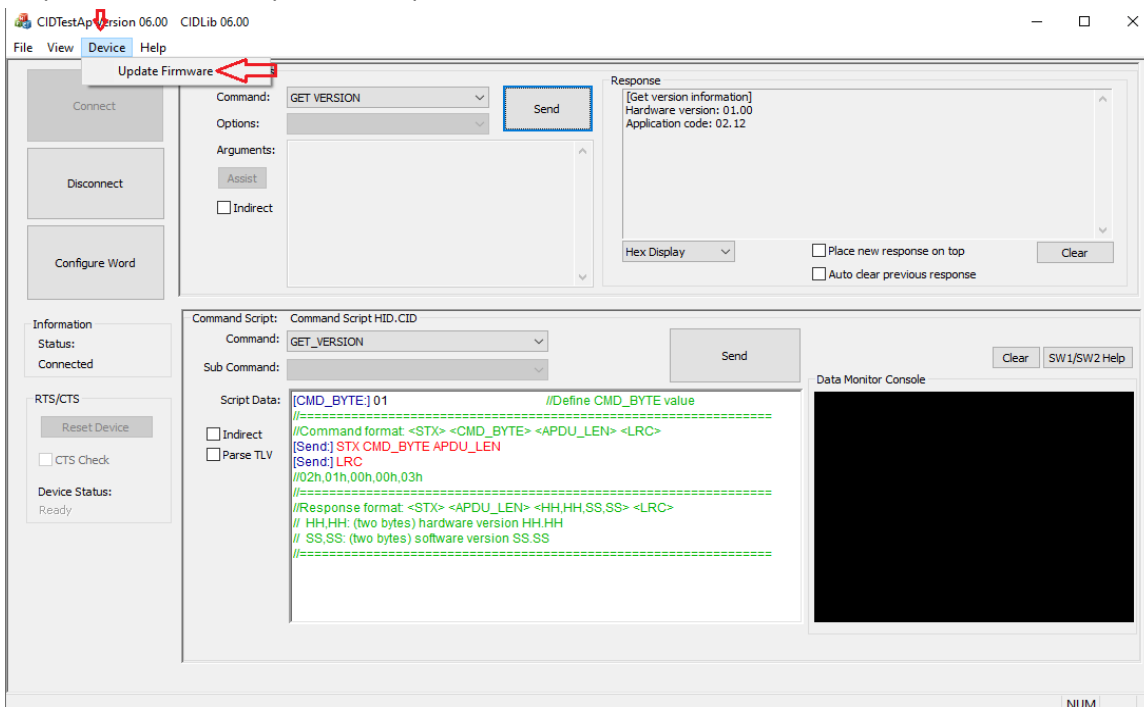 CIDTestAp Version 06.00 CIDLib 06.00
File View Device Help
Update Firmware
Connect
Disconnect
Configure Word
Command: GET VERSION
Send
Options:
Arguments:
Assist
Indirect
Response
[Get version information]
Hardware version: 01.00
Application code: 02.12
Hex Display
Place new response on top
Auto clear previous response
Clear
Information
Status:
Connected
RTS/CTS
Reset Device
CTS Check
Device Status:
Ready
Command Script: Command Script HID.CID
Command: GET_VERSION
Sub Command:
Send
Script Data:
Indirect
Parse TLV
[CMD_BYTE:] 01 //Define CMD_BYTE value
//================================================================
//Command format: <STX> <CMD_BYTE> <APDU_LEN> <LRC>
[Send:] STX CMD_BYTE APDU_LEN
[Send:] LRC
//02h,01h,00h,00h,03h
//================================================================
//Response format: <STX> <APDU_LEN> <HH,HH,SS,SS> <LRC>
// HH,HH: (two bytes) hardware version HH.HH
// SS,SS: (two bytes) software version SS.SS
//================================================================
Clear
SW1/SW2 Help
Data Monitor Console
NUM